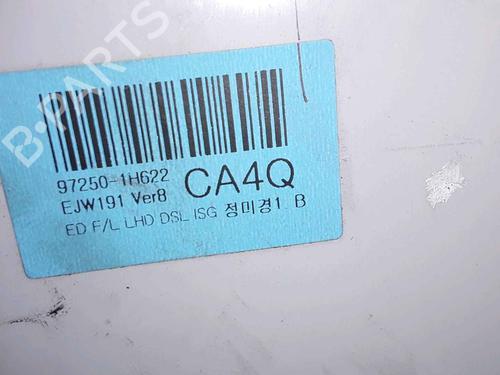 B-PARTS
97250-1H622 CA4Q
EJW191 Ver8
ED F/L LHD DSL ISG 정미경1 B